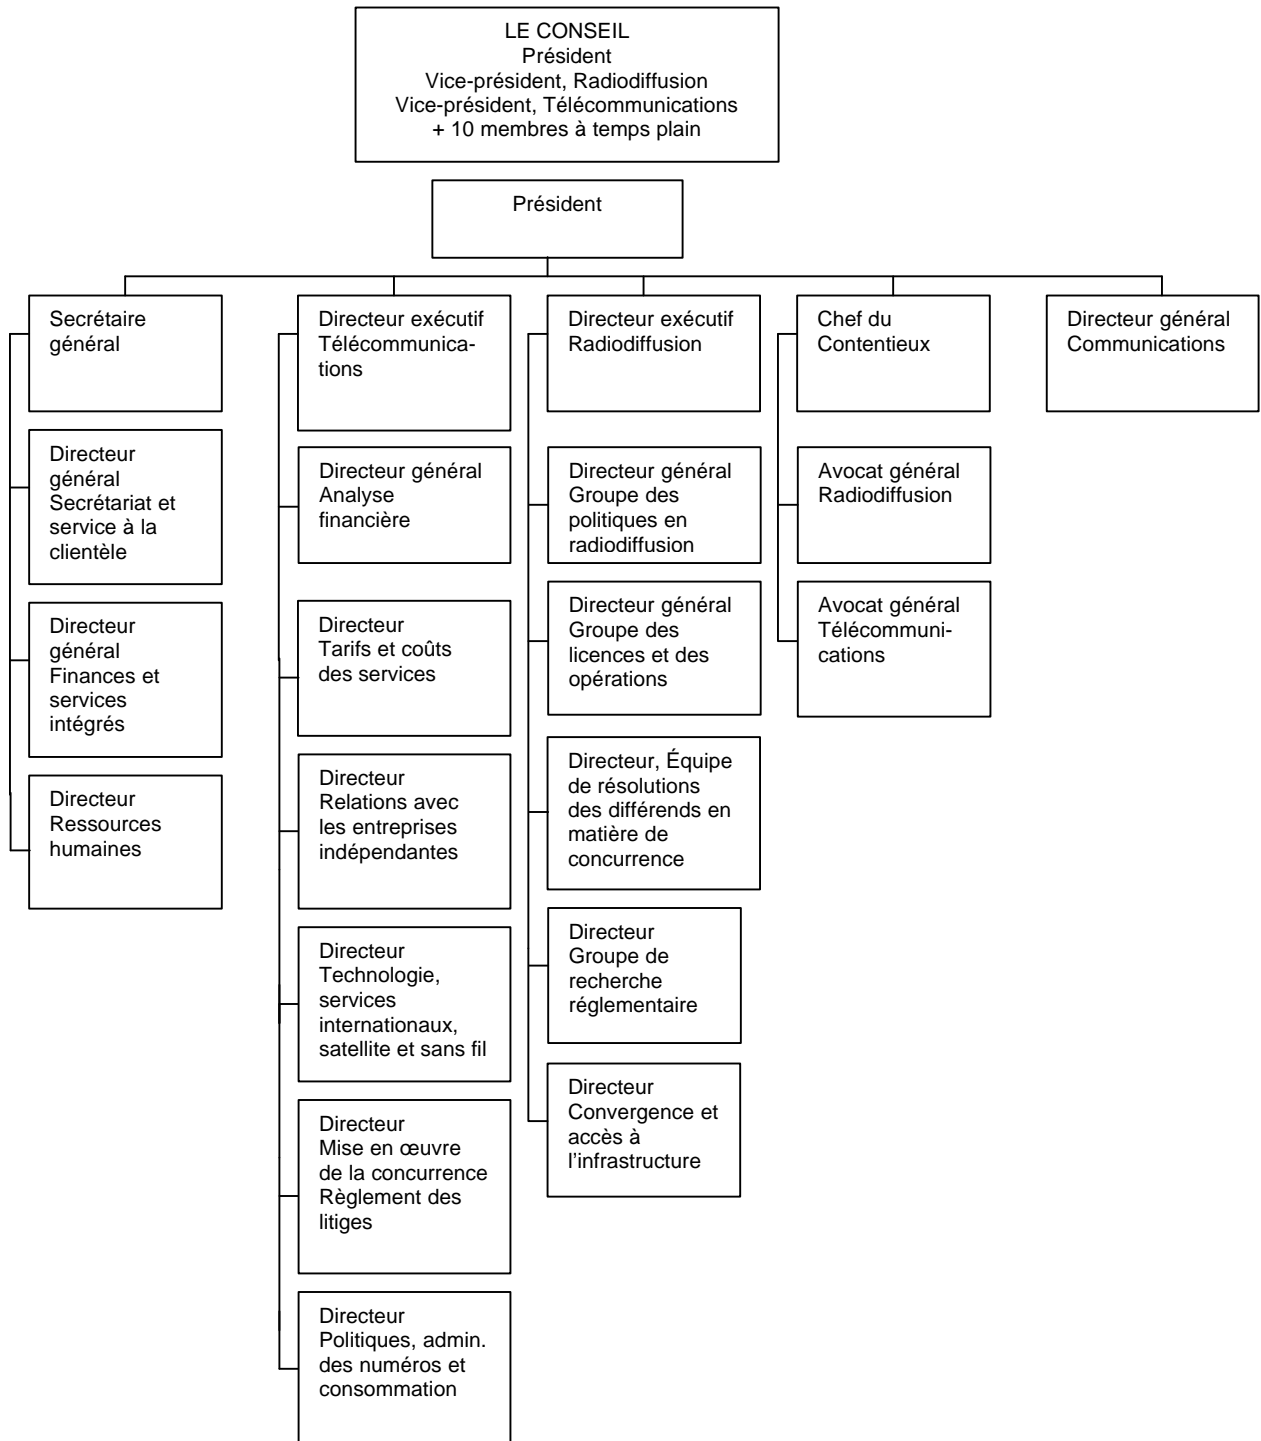 LE CONSEIL
Président
Vice-président, Radiodiffusion
Vice-président, Télécommunications
+ 10 membres à temps plain
Président
Secrétaire
général
Directeur
général
Secrétariat et
service à la
clientèle
Directeur
général
Finances et
services
intégrés
Directeur
Ressources
humaines
Directeur exécutif
Télécommunica-
tions
Directeur général
Analyse
financière
Directeur
Tarifs et coûts
des services
Directeur
Relations avec
les entreprises
indépendantes
Directeur
Technologie,
services
internationaux,
satellite et sans fil
Directeur
Mise en œuvre
de la concurrence
Règlement des
litiges
Directeur
Politiques, admin.
des numéros et
consommation
Directeur exécutif
Radiodiffusion
Directeur général
Groupe des
politiques en
radiodiffusion
Directeur général
Groupe des
licences et des
opérations
Directeur, Équipe
de résolutions
des différends en
matière de
concurrence
Directeur
Groupe de
recherche
réglementaire
Directeur
Convergence et
accès à
l’infrastructure
Chef du
Contentieux
Avocat général
Radiodiffusion
Avocat général
Télécommuni-
cations
Directeur général
Communications